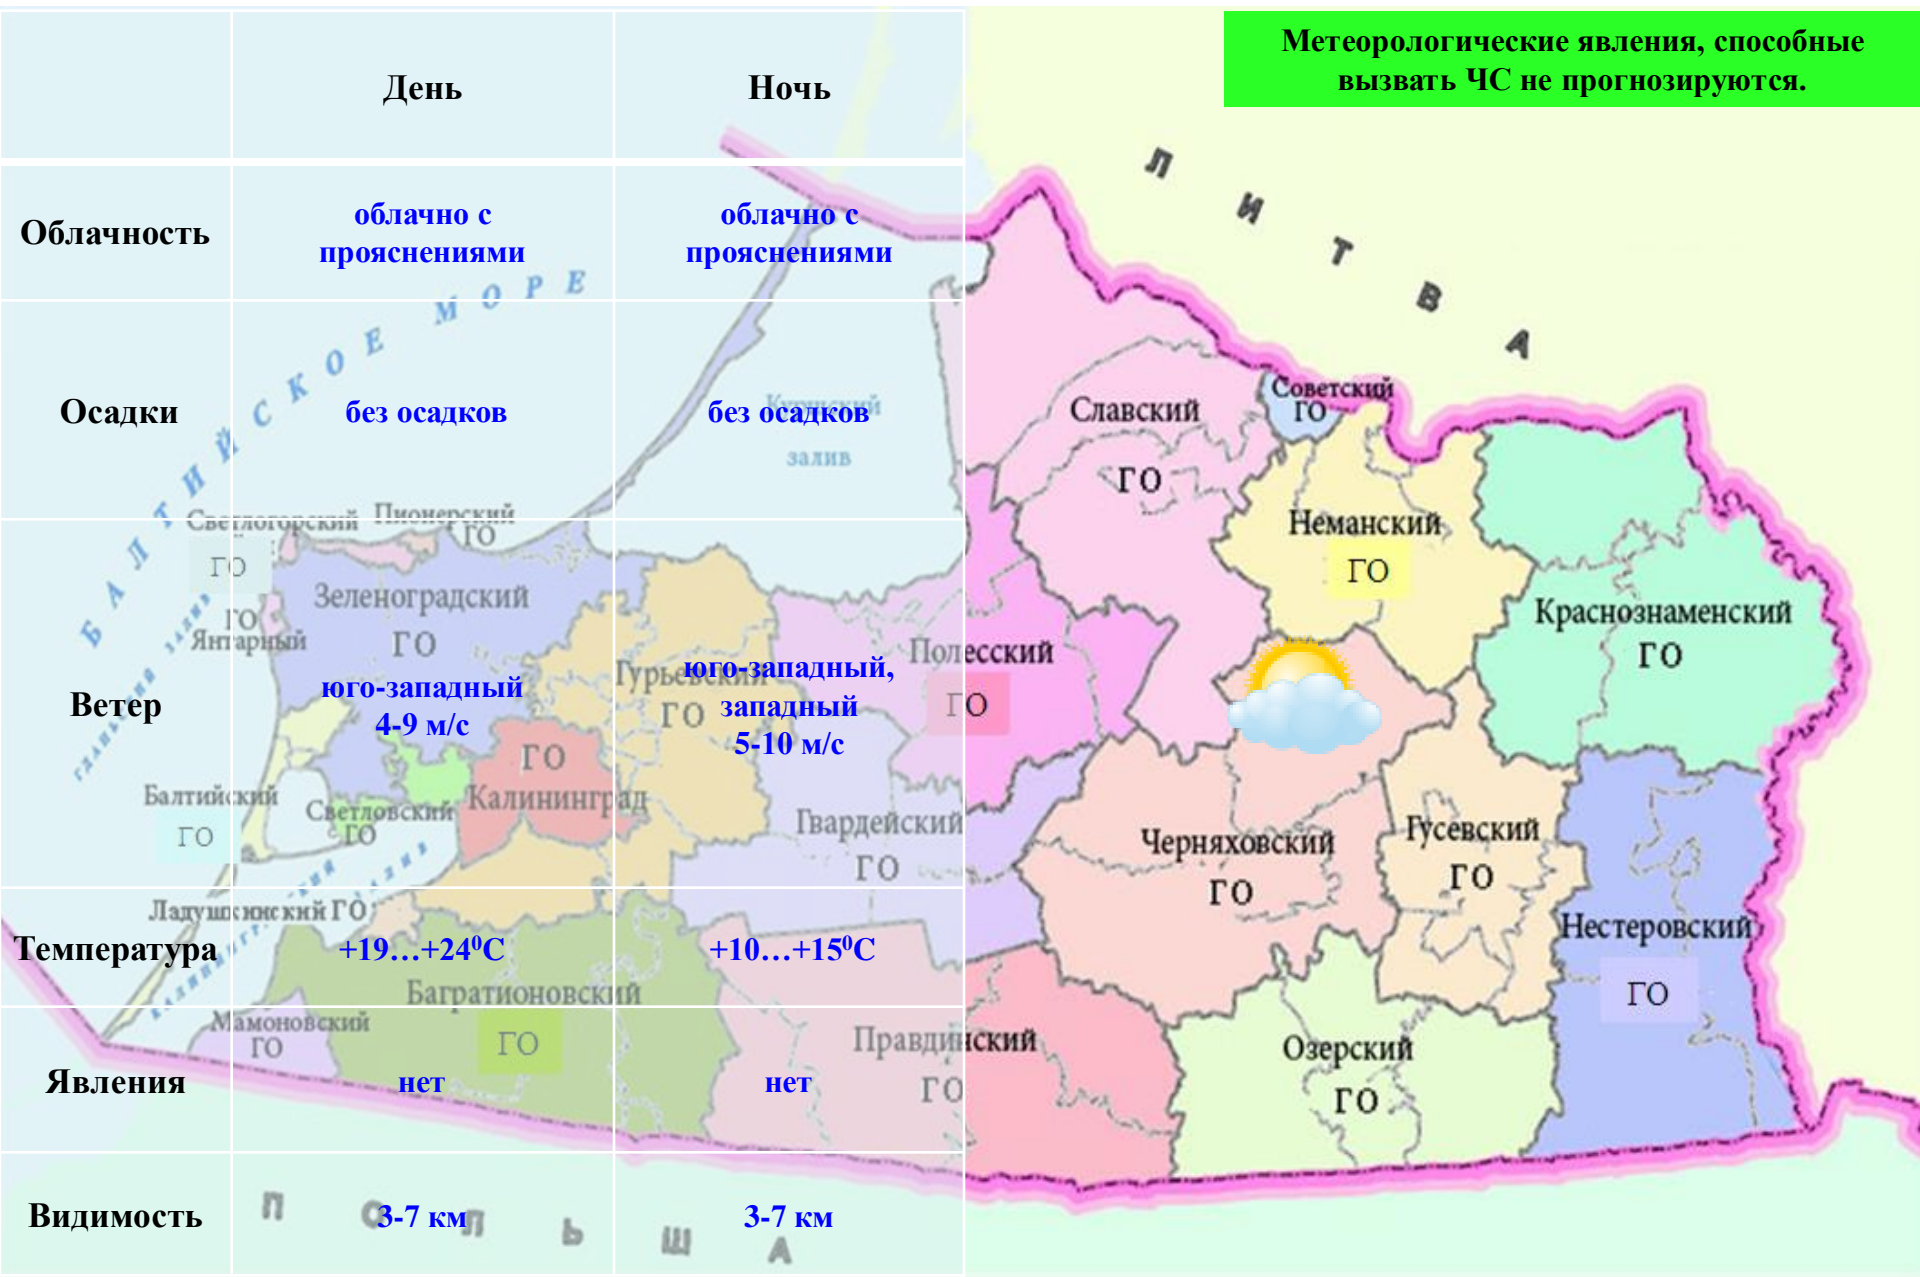 Метеорологические явления, способные
вызвать ЧС не прогнозируются.
День
Ночь
Облачность
облачно с
прояснениями
облачно с
прояснениями
Осадки
без осадков
без осадков
Ветер
юго-западный
4-9 м/с
юго-западный,
западный
5-10 м/с
Температура
+19…+24⁰С
+10…+15⁰С
Явления
нет
нет
Видимость
3-7 км
3-7 км
ЛИТВА
БАЛТИЙСКОЕ МОРЕ
Куршский
залив
Славский
ГО
Советский
ГО
Неманский
ГО
Краснознаменский
ГО
Светлогорский
ГО
Пионерский
ГО
Зеленоградский
ГО
ГО
Янтарный
Гурьевский
ГО
Полесский
ГО
ГО
Калининград
Балтийский
ГО
Светловский
ГО
Гвардейский
ГО
Черняховский
ГО
Гусевский
ГО
Нестеровский
ГО
Ладушкинский ГО
Багратионовский
ГО
Мамоновский
ГО
Правдинский
ГО
Озерский
ГО
ПОЛЬША